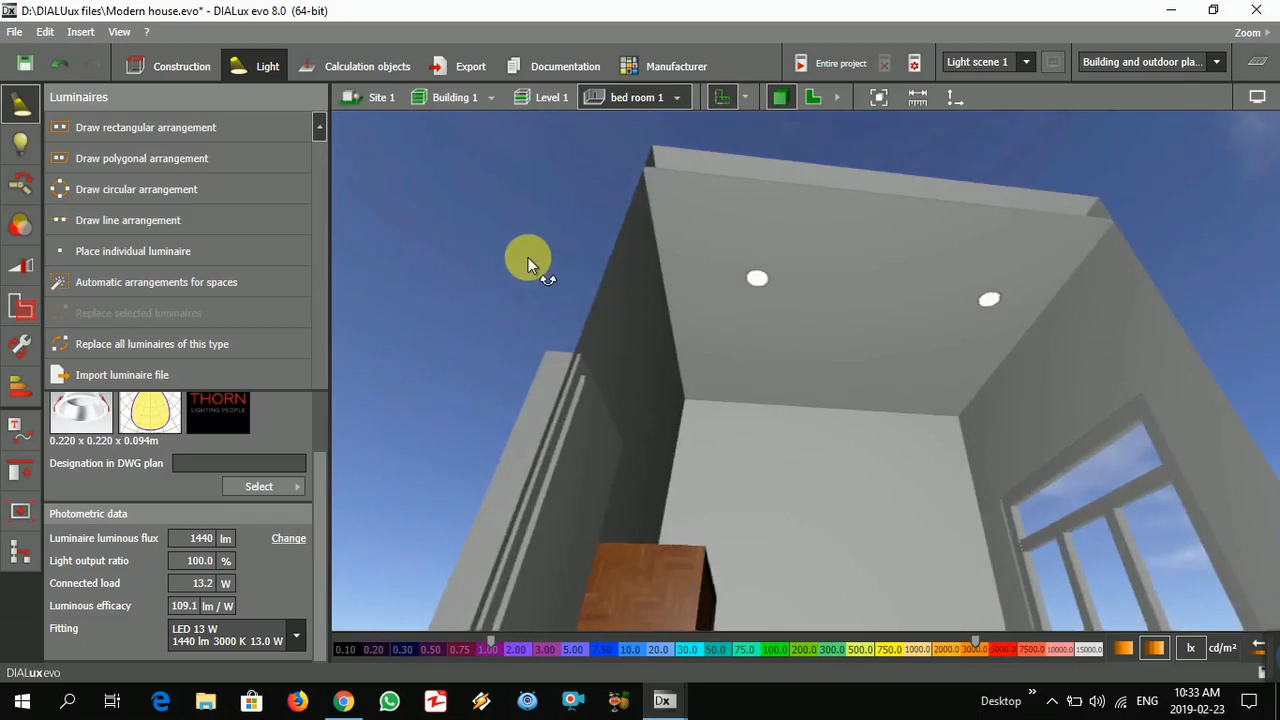 D:\DIALUux files\Modern house.evo* - DIALux evo 8.0 (64-bit)
File Edit Insert View ?
Zoom
Construction Light Calculation objects Export Documentation Manufacturer
Entire project
Light scene 1
Building and outdoor pla...
Luminaires
Site 1 Building 1 Level 1 bed room 1
Draw rectangular arrangement
Draw polygonal arrangement
Draw circular arrangement
Draw line arrangement
Place individual luminaire
Automatic arrangements for spaces
Replace selected luminaires
Replace all luminaires of this type
Import luminaire file
THORN
LIGHTING PEOPLE
0.220 x 0.220 x 0.094m
Designation in DWG plan
Select
Photometric data
Luminaire luminous flux 1440 lm Change
Light output ratio 100.0 %
Connected load 13.2 W
Luminous efficacy 109.1 lm / W
Fitting LED 13 W
1440 lm 3000 K 13.0 W
0.10 0.20 0.30 0.50 0.75 1.00 2.00 3.00 5.00 7.50 10.0 20.0 30.0 50.0 75.0 100.0 200.0 300.0 500.0 750.0 1000.0 2000.0 3000.0 5000.0 7500.0 10000.0 15000.0 lx cd/m²
DIALux evo
Desktop
ENG
10:33 AM
2019-02-23